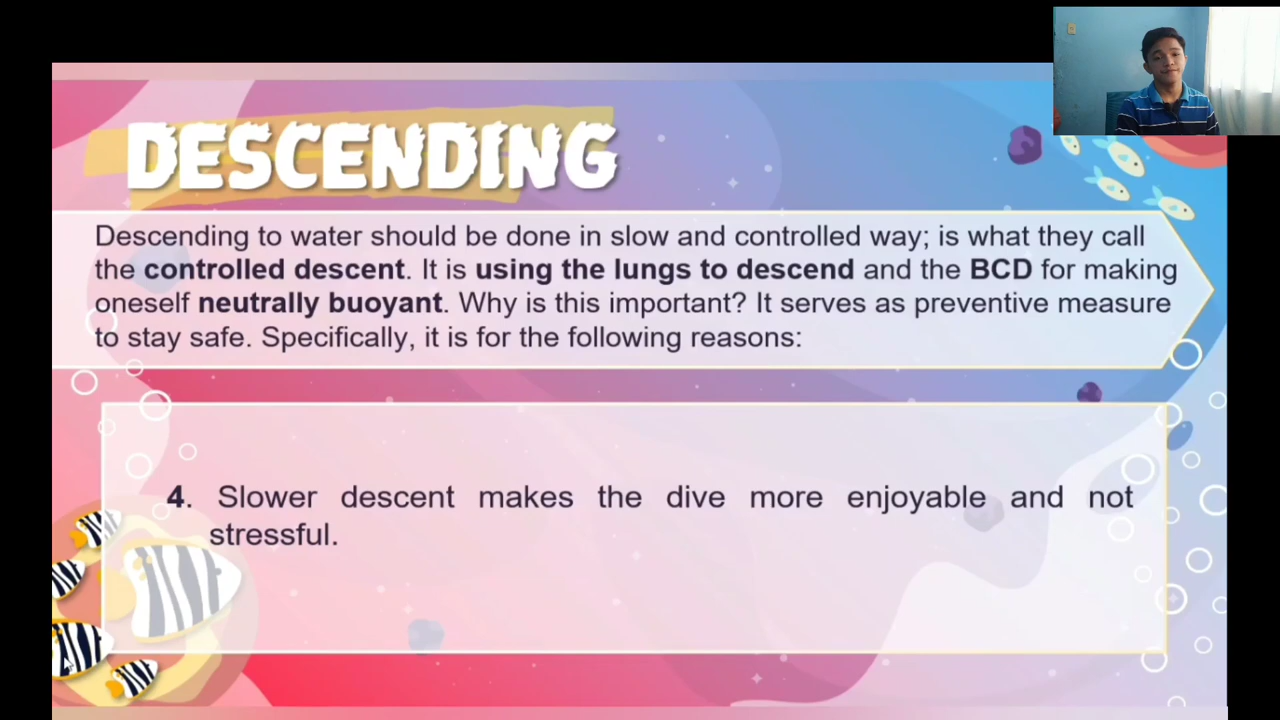 DESCENDING
Descending to water should be done in slow and controlled way; is what they call
the controlled descent. It is using the lungs to descend and the BCD for making
oneself neutrally buoyant. Why is this important? It serves as preventive measure
to stay safe. Specifically, it is for the following reasons:
4. Slower descent makes the dive more enjoyable and not
stressful.